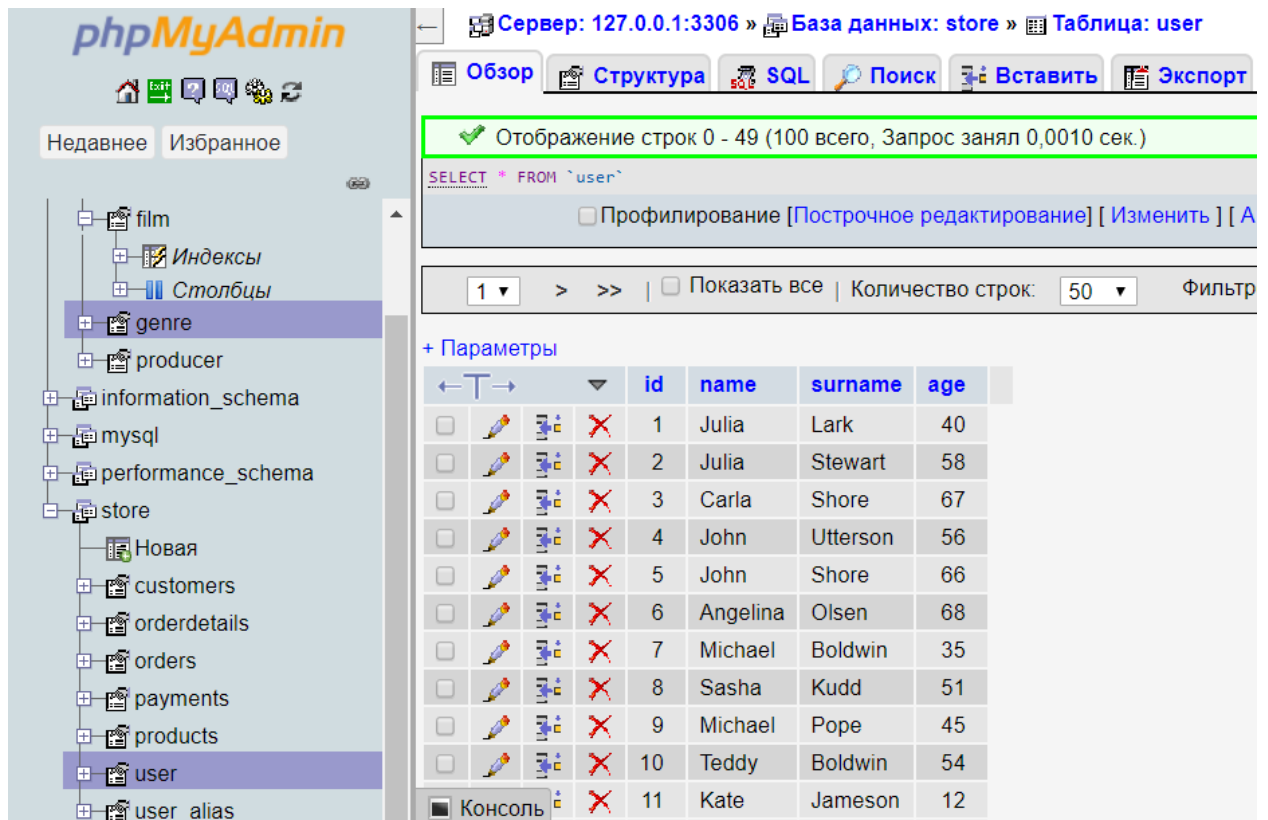 phpMyAdmin
Exit
SQL
Недавнее Избранное
film
Индексы
Столбцы
genre
producer
information_schema
mysql
performance_schema
store
Новая
customers
orderdetails
orders
payments
products
user
user_alias
← Сервер: 127.0.0.1:3306 » База данных: store » Таблица: user
Обзор Структура SQL Поиск Вставить Экспорт
Отображение строк 0 - 49 (100 всего, Запрос занял 0,0010 сек.)
SELECT * FROM `user`
Профилирование [Построчное редактирование] [ Изменить ] [ А
1 ▼ > >> | Показать все | Количество строк: 50 ▼ Фильтр
+ Параметры
←T→ ▼ id name surname age
1 Julia Lark 40
2 Julia Stewart 58
3 Carla Shore 67
4 John Utterson 56
5 John Shore 66
6 Angelina Olsen 68
7 Michael Boldwin 35
8 Sasha Kudd 51
9 Michael Pope 45
10 Teddy Boldwin 54
11 Kate Jameson 12
Консоль